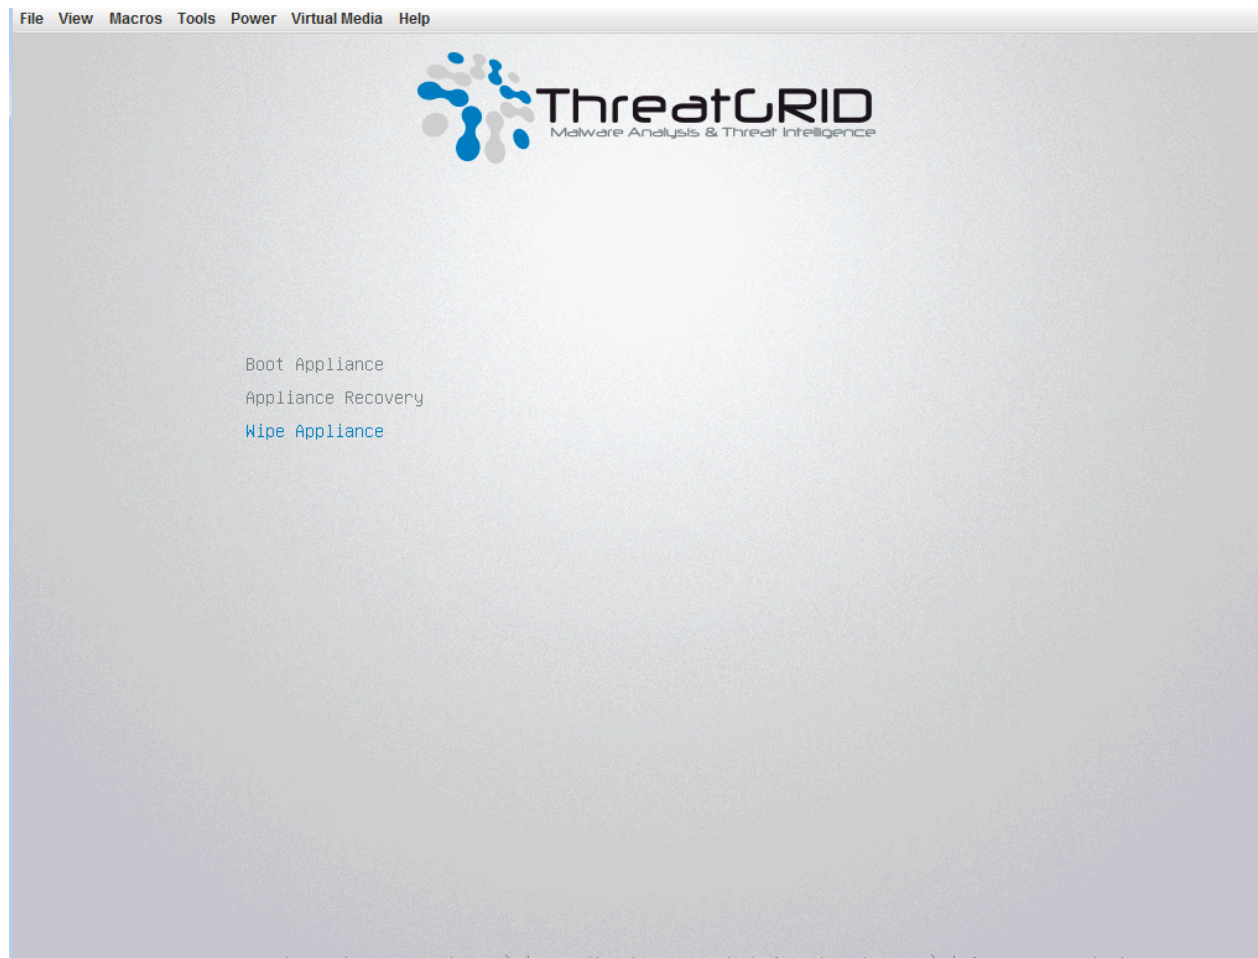 File View Macros Tools Power Virtual Media Help
ThreatGRID
Malware Analysis & Threat Intelligence
Boot Appliance
Appliance Recovery
Wipe Appliance